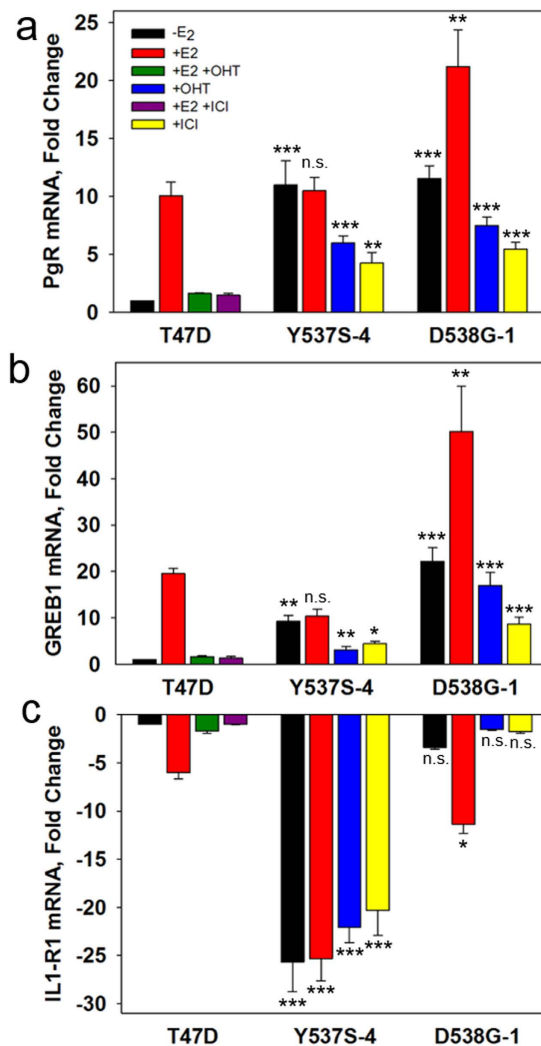 a
PgR mRNA, Fold Change
25
20
15
10
5
0
-E2
+E2
+E2 +OHT
+OHT
+E2 +ICI
+ICI
***
n.s.
***
**
***
**
***
***
T47D Y537S-4 D538G-1
b
GREB1 mRNA, Fold Change
60
50
40
30
20
10
0
**
n.s.
**
*
***
**
***
***
T47D Y537S-4 D538G-1
c
IL1-R1 mRNA, Fold Change
0
-5
-10
-15
-20
-25
-30
***
***
***
***
n.s.
*
n.s.
n.s.
T47D Y537S-4 D538G-1